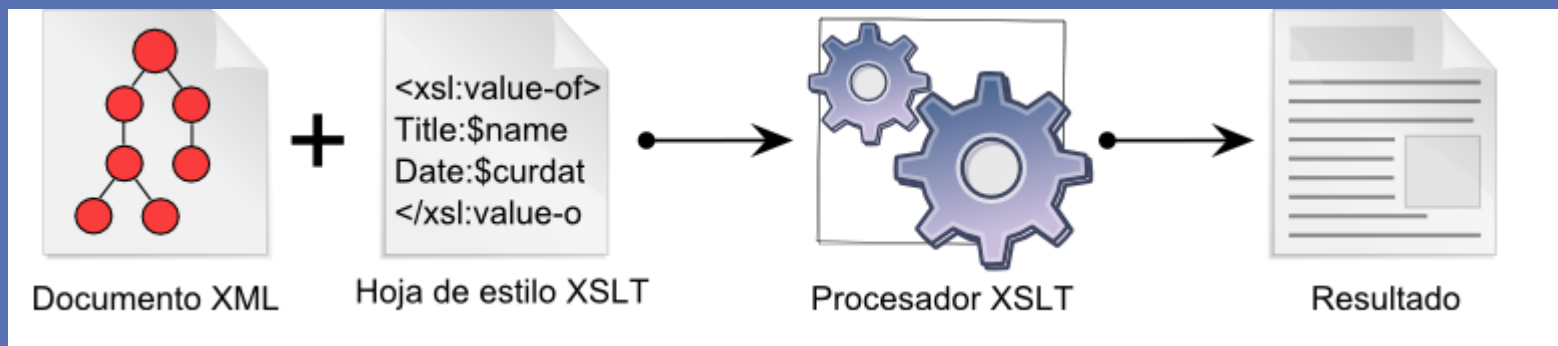 <xsl:value-of>
Title:$name
Date:$curdat
</xsl:value-o
Documento XML
Hoja de estilo XSLT
Procesador XSLT
Resultado